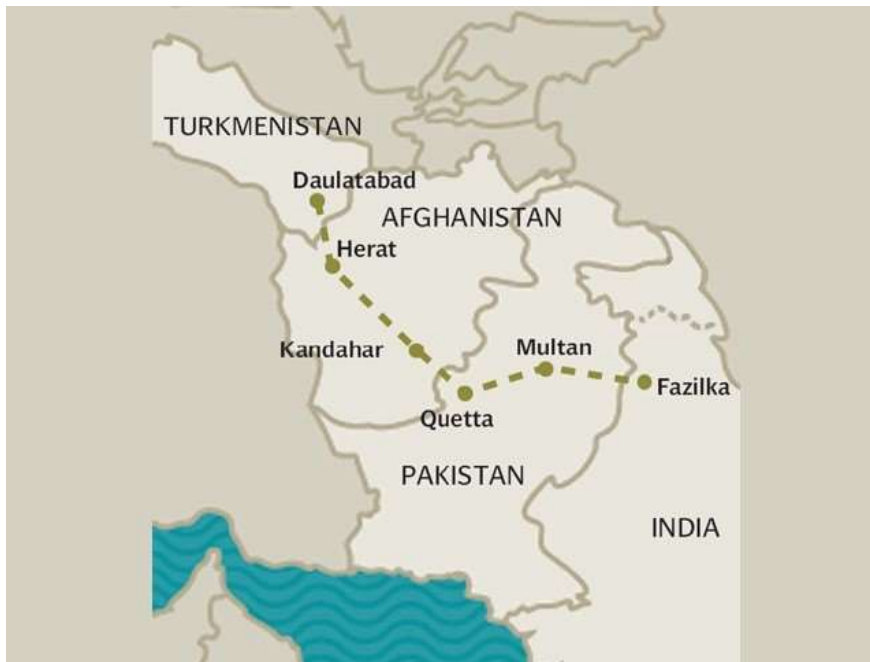 TURKMENISTAN
Daulatabad
AFGHANISTAN
Herat
Kandahar
Multan
Fazilka
Quetta
PAKISTAN
INDIA